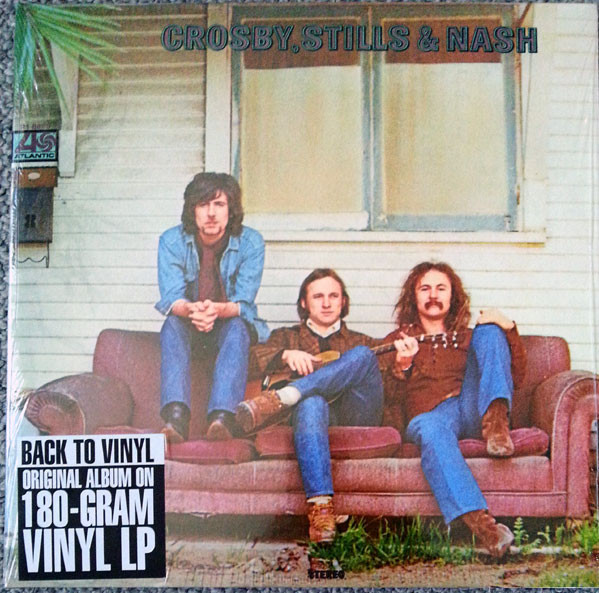 CROSBY, STILLS & NASH
ATLANTIC
BACK TO VINYL
ORIGINAL ALBUM ON
180-GRAM
VINYL LP
STEREO